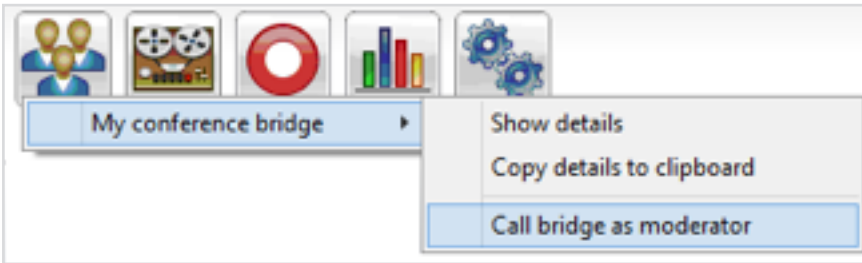 My conference bridge
Show details
Copy details to clipboard
Call bridge as moderator